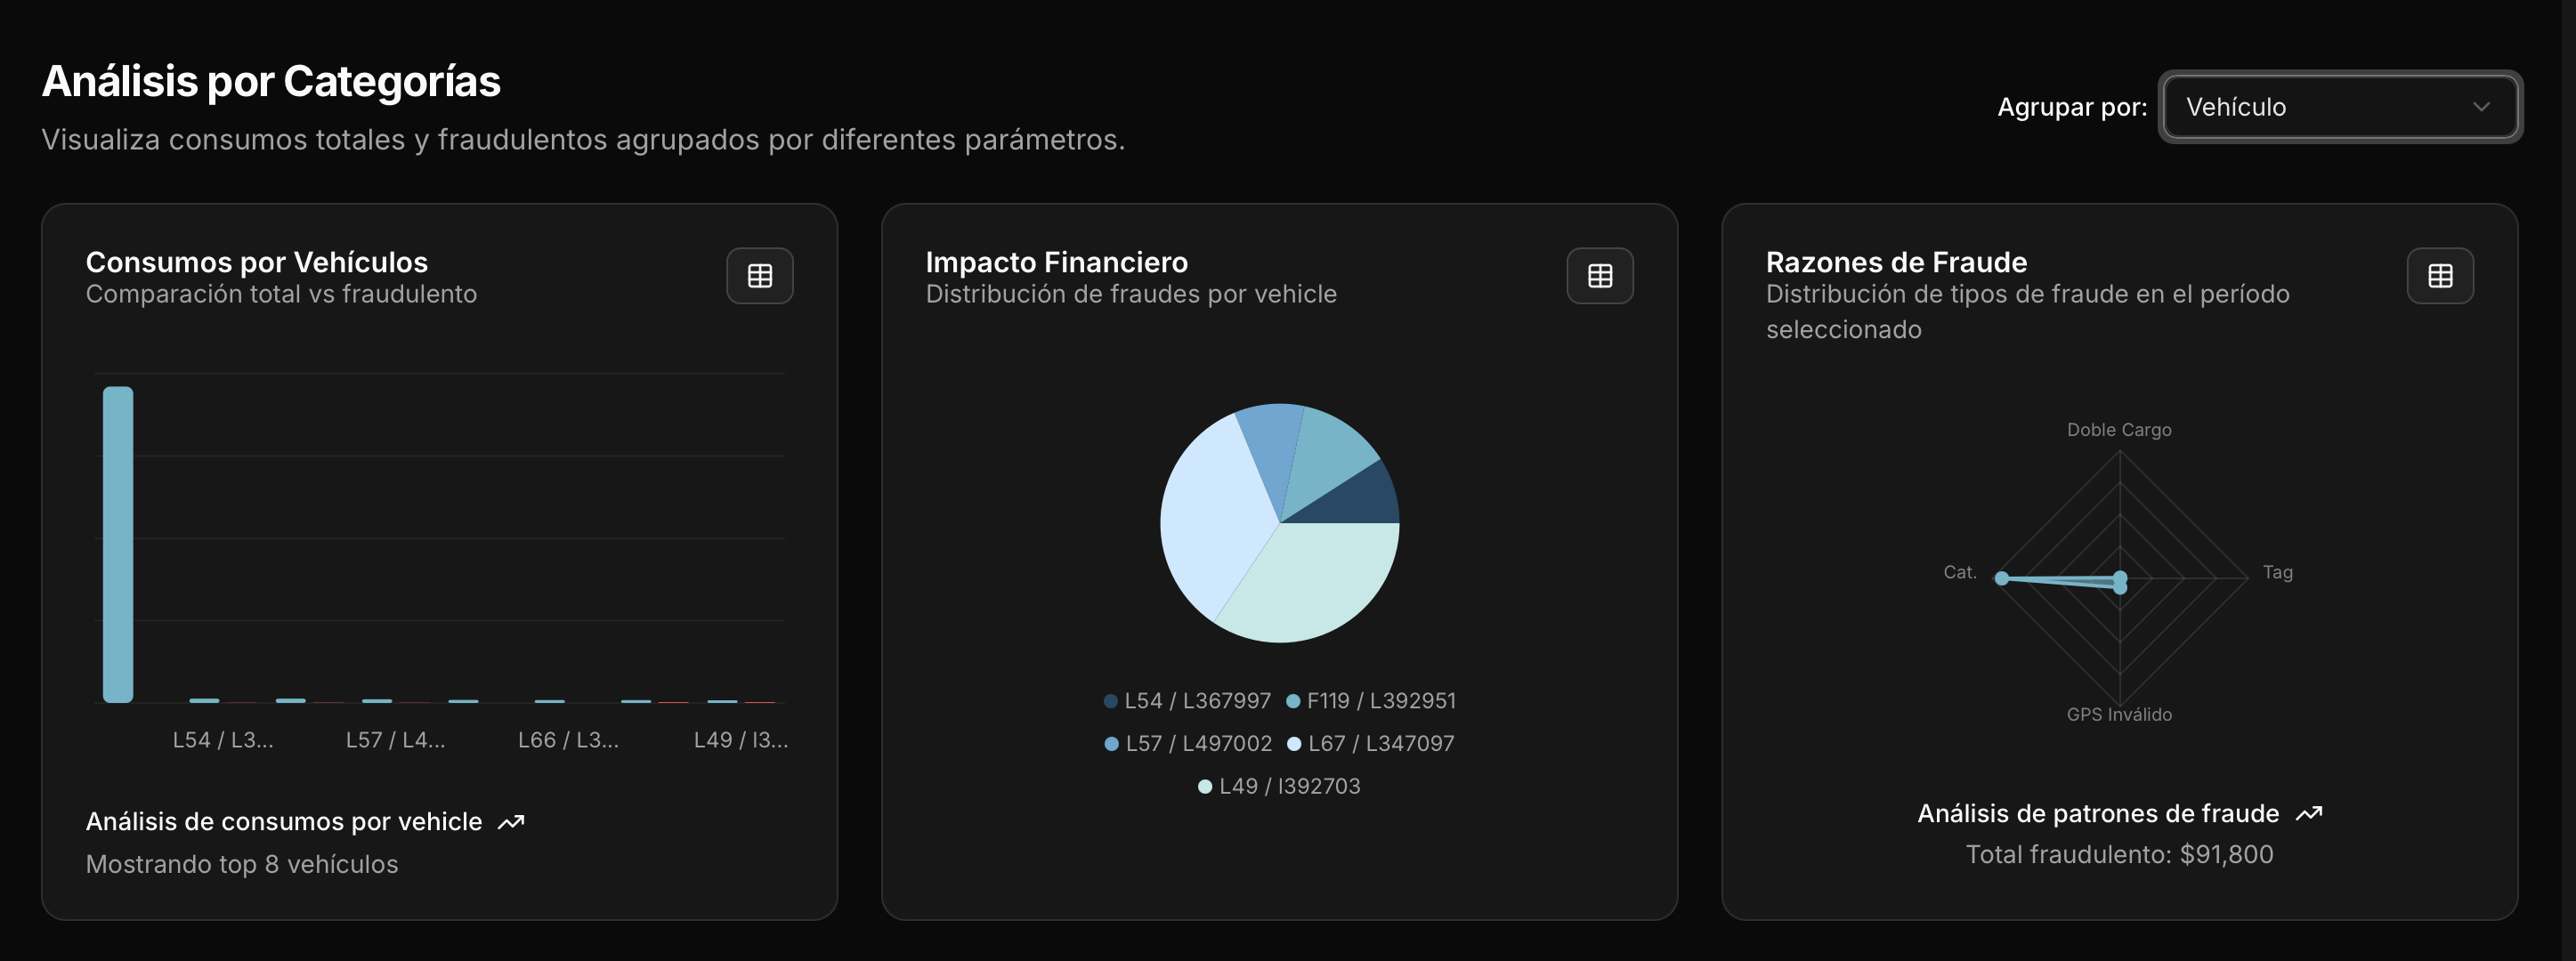 Análisis por Categorías
Visualiza consumos totales y fraudulentos agrupados por diferentes parámetros.
Agrupar por:
Vehículo
Consumos por Vehículos
Comparación total vs fraudulento
L54 / L3...
L57 / L4...
L66 / L3...
L49 / I3...
Análisis de consumos por vehicle
Mostrando top 8 vehículos
Impacto Financiero
Distribución de fraudes por vehicle
L54 / L367997
F119 / L392951
L57 / L497002
L67 / L347097
L49 / I392703
Razones de Fraude
Distribución de tipos de fraude en el período
seleccionado
Doble Cargo
Cat.
Tag
GPS Inválido
Análisis de patrones de fraude
Total fraudulento: $91,800